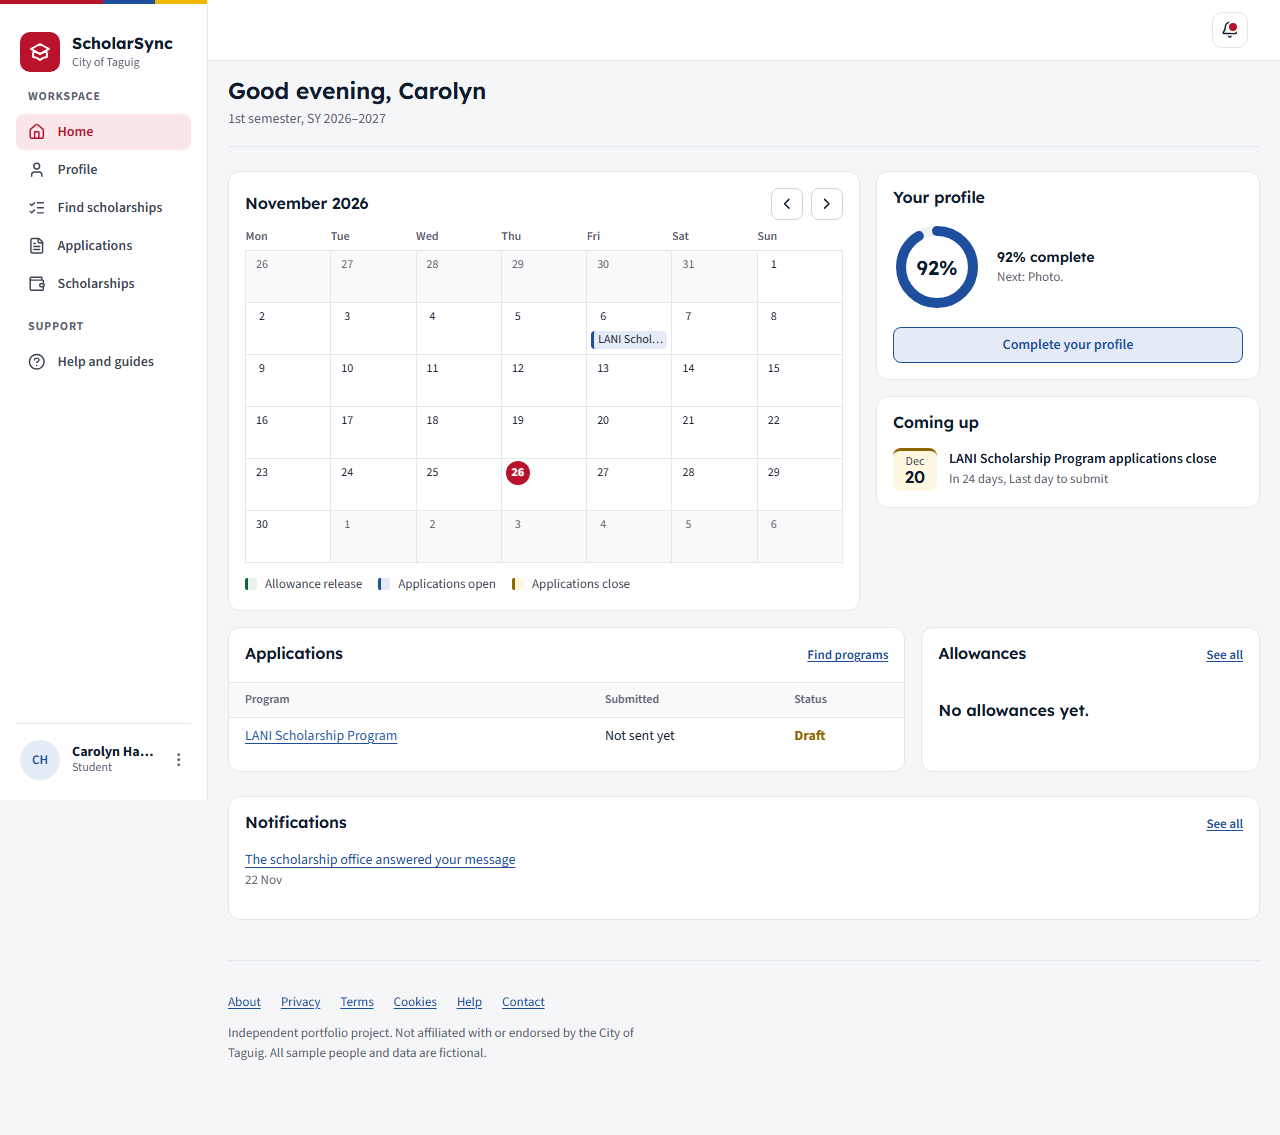 ScholarSync
City of Taguig
WORKSPACE
Home
Profile
Find scholarships
Applications
Scholarships
SUPPORT
Help and guides
CH
Carolyn Ha...
Student
Good evening, Carolyn
1st semester, SY 2026–2027
November 2026
Mon Tue Wed Thu Fri Sat Sun
26 27 28 29 30 31 1
2 3 4 5 6 7 8
LANI Schol...
9 10 11 12 13 14 15
16 17 18 19 20 21 22
23 24 25 26 27 28 29
30 1 2 3 4 5 6
Allowance release Applications open Applications close
Your profile
92%
92% complete
Next: Photo.
Complete your profile
Coming up
Dec
20
LANI Scholarship Program applications close
In 24 days, Last day to submit
Applications Find programs
Program Submitted Status
LANI Scholarship Program Not sent yet Draft
Allowances See all
No allowances yet.
Notifications See all
The scholarship office answered your message
22 Nov
About Privacy Terms Cookies Help Contact
Independent portfolio project. Not affiliated with or endorsed by the City of
Taguig. All sample people and data are fictional.